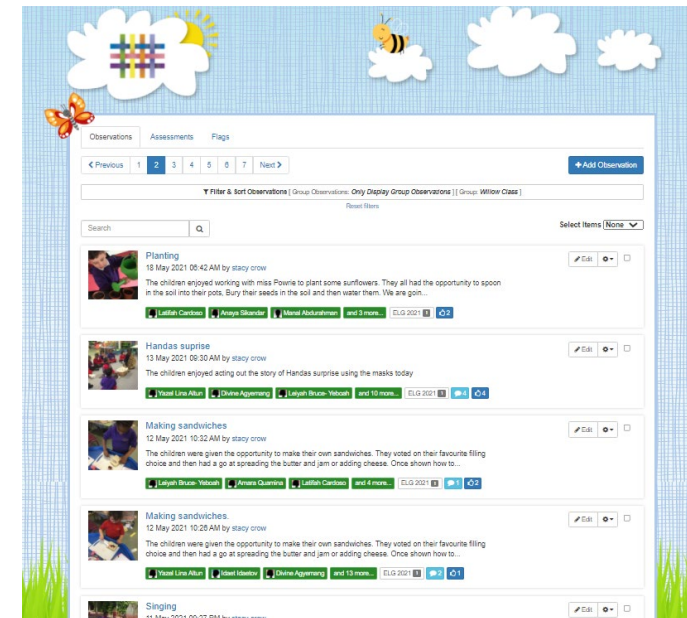 Observations Assessments Flags
Previous 1 2 3 4 5 6 7 Next
+ Add Observation
Filter & Sort Observations [ Group Observations: Only Display Group Observations ] [ Group: Willow Class ]
Reset filters
Search
Select Items None
Planting
Edit
18 May 2021 06:42 AM by stacy crow
The children enjoyed working with miss Powrie to plant some sunflowers. They all had the opportunity to spoon
in the soil into their pots, Bury their seeds in the soil and then water them. We are goin...
Latifah Cardoso Anaya Sikandar Manal Abdurahman and 3 more... ELG 2021 1 2
Handas suprise
Edit
13 May 2021 09:30 AM by stacy crow
The children enjoyed acting out the story of Handas surprise using the masks today
Yazel Lina Altun Divine Agyemang Leiyah Bruce- Yeboah and 10 more... ELG 2021 1 4 4
Making sandwiches
Edit
12 May 2021 10:32 AM by stacy crow
The children were given the opportunity to make their own sandwiches. They voted on their favourite filling
choice and then had a go at spreading the butter and jam or adding cheese. Once shown how to...
Leiyah Bruce- Yeboah Amara Quamina Latifah Cardoso and 4 more... ELG 2021 1 1 2
Making sandwiches.
Edit
12 May 2021 10:26 AM by stacy crow
The children were given the opportunity to make their own sandwiches. They voted on their favourite filling
choice and then had a go at spreading the butter and jam or adding cheese. Once shown how to...
Yazel Lina Altun Idaet Divine Agyemang and 13 more... ELG 2021 1 2 1
Singing
Edit